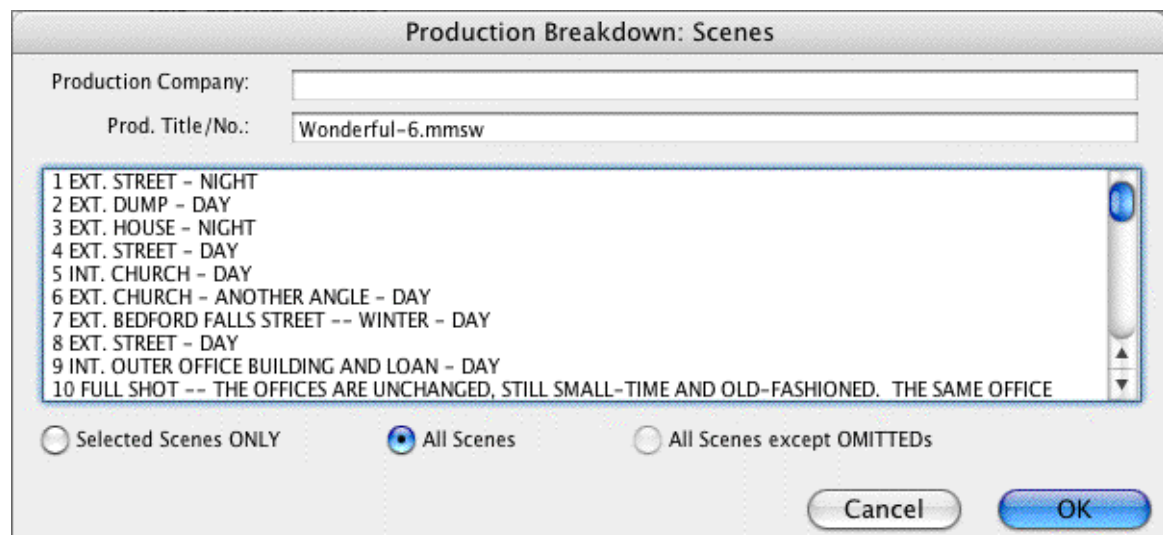 Production Breakdown: Scenes
Production Company:
Prod. Title/No.: Wonderful-6.mmsw
1 EXT. STREET - NIGHT
2 EXT. DUMP - DAY
3 EXT. HOUSE - NIGHT
4 EXT. STREET - DAY
5 INT. CHURCH - DAY
6 EXT. CHURCH - ANOTHER ANGLE - DAY
7 EXT. BEDFORD FALLS STREET -- WINTER - DAY
8 EXT. STREET - DAY
9 INT. OUTER OFFICE BUILDING AND LOAN - DAY
10 FULL SHOT -- THE OFFICES ARE UNCHANGED, STILL SMALL-TIME AND OLD-FASHIONED.  THE SAME OFFICE
Selected Scenes ONLY All Scenes All Scenes except OMITTEDs
Cancel OK